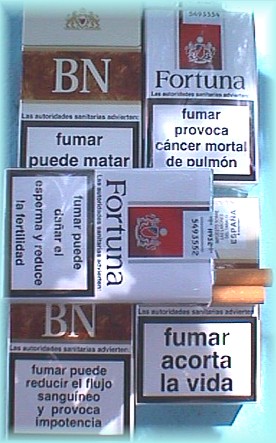 BN
Las autoridades sanitarias advierten:
fumar
puede matar
5493554
Fortuna
Las autoridades sanitarias advierten:
fumar
provoca
cáncer mortal
de pulmón
Fortuna
5493552
Las autoridades sanitarias advierten:
fumar puede
dañar el
esperma y reduce
la fertilidad
ESPAÑA
BN
Las autoridades sanitarias advierten:
fumar puede
reducir el flujo
sanguíneo
y provoca
impotencia
Las autoridades sanitarias advierten:
fumar
acorta
la vida